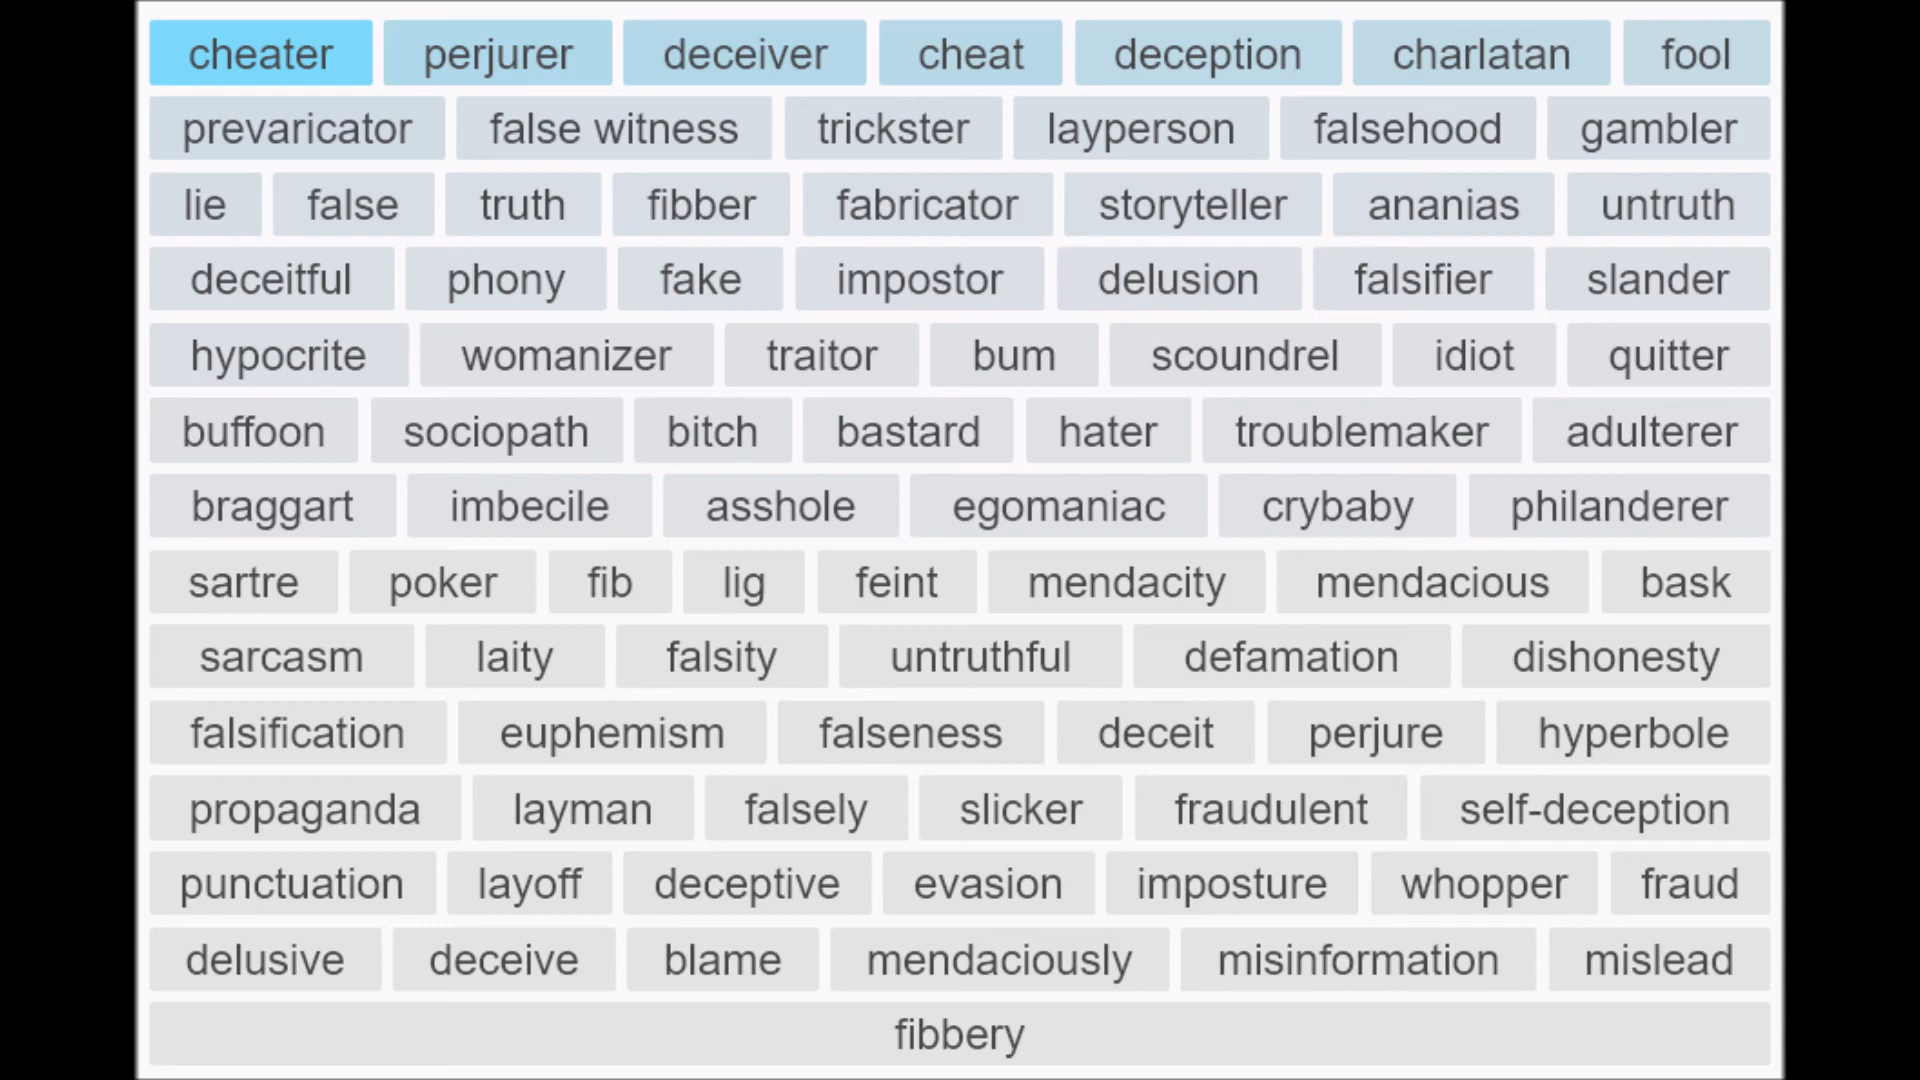 cheater perjurer deceiver cheat deception charlatan fool
prevaricator false witness trickster layperson falsehood gambler
lie false truth fibber fabricator storyteller ananias untruth
deceitful phony fake impostor delusion falsifier slander
hypocrite womanizer traitor bum scoundrel idiot quitter
buffoon sociopath bitch bastard hater troublemaker adulterer
braggart imbecile asshole egomaniac crybaby philanderer
sartre poker fib lig feint mendacity mendacious bask
sarcasm laity falsity untruthful defamation dishonesty
falsification euphemism falseness deceit perjure hyperbole
propaganda layman falsely slicker fraudulent self-deception
punctuation layoff deceptive evasion imposture whopper fraud
delusive deceive blame mendaciously misinformation mislead
fibbery